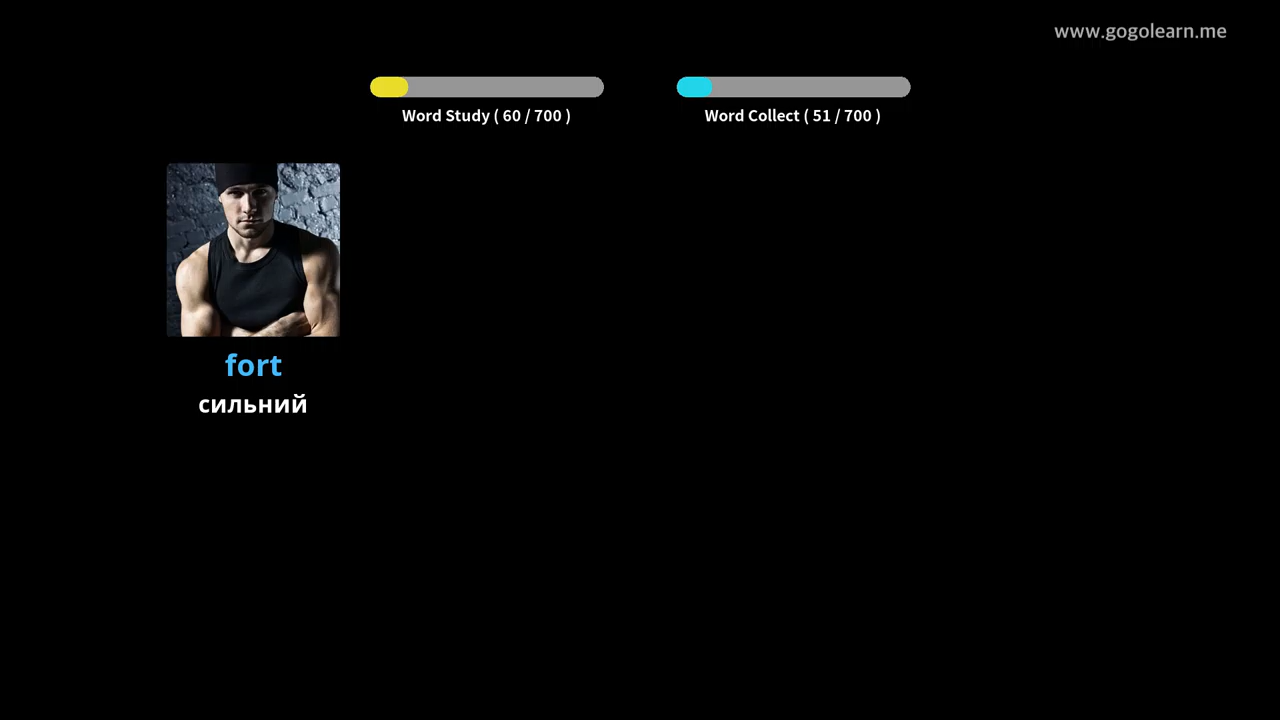 www.gogolearn.me
Word Study ( 60 / 700 )
Word Collect ( 51 / 700 )
fort
сильний